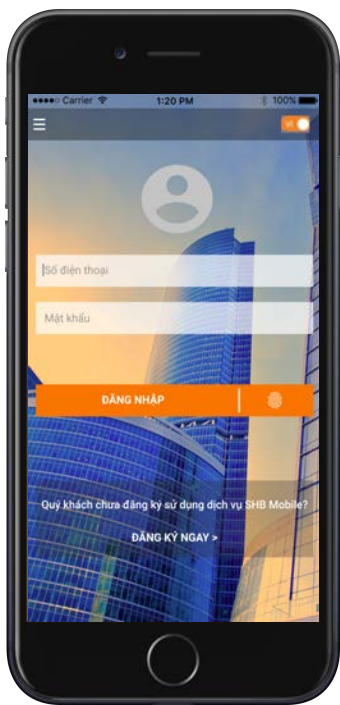 Carrier 1:20 PM 100%
VI
Số điện thoại
Mật khẩu
ĐĂNG NHẬP
Quý khách chưa đăng ký sử dụng dịch vụ SHB Mobile?
ĐĂNG KÝ NGAY >